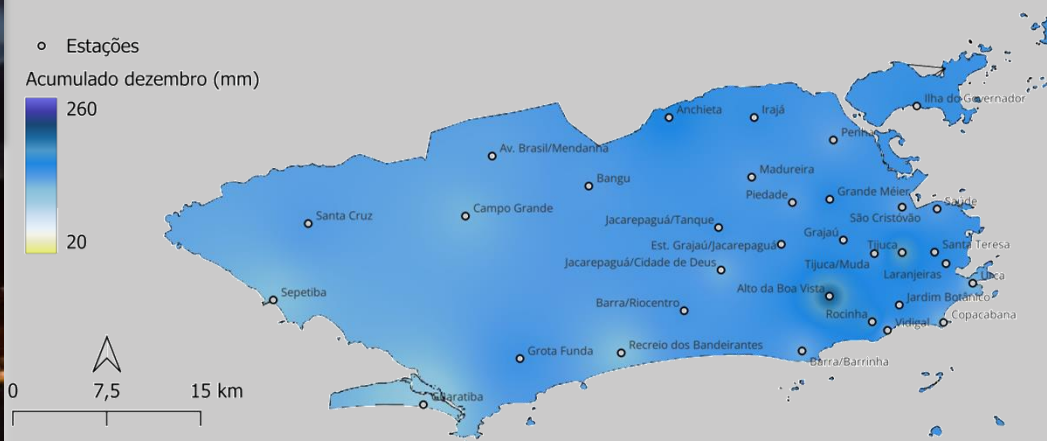 Estações
Acumulado dezembro (mm)
260
20
0 7,5 15 km
Ilha do Governador
Anchieta
Irajá
Penha
Av. Brasil/Mendanha
Madureira
Bangu
Piedade
Grande Méier
Saúde
São Cristóvão
Campo Grande
Santa Cruz
Jacarepaguá/Tanque
Grajaú
Est. Grajaú/Jacarepaguá
Tijuca
Santa Teresa
Tijuca/Muda
Jacarepaguá/Cidade de Deus
Laranjeiras
Urca
Alto da Boa Vista
Sepetiba
Jardim Botânico
Barra/Riocentro
Rocinha
Copacabana
Vidigal
Recreio dos Bandeirantes
Grota Funda
Barra/Barrinha
Guaratiba